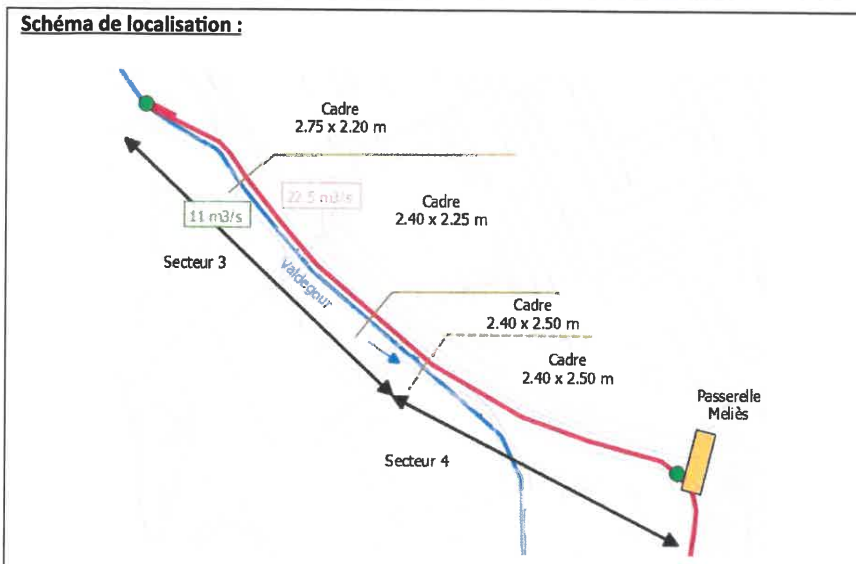 Schéma de localisation :
Cadre
2.75 x 2.20 m
22.5 m3/s
11 m3/s
Cadre
2.40 x 2.25 m
Secteur 3
Valdegour
Cadre
2.40 x 2.50 m
Cadre
2.40 x 2.50 m
Passerelle
Meliès
Secteur 4